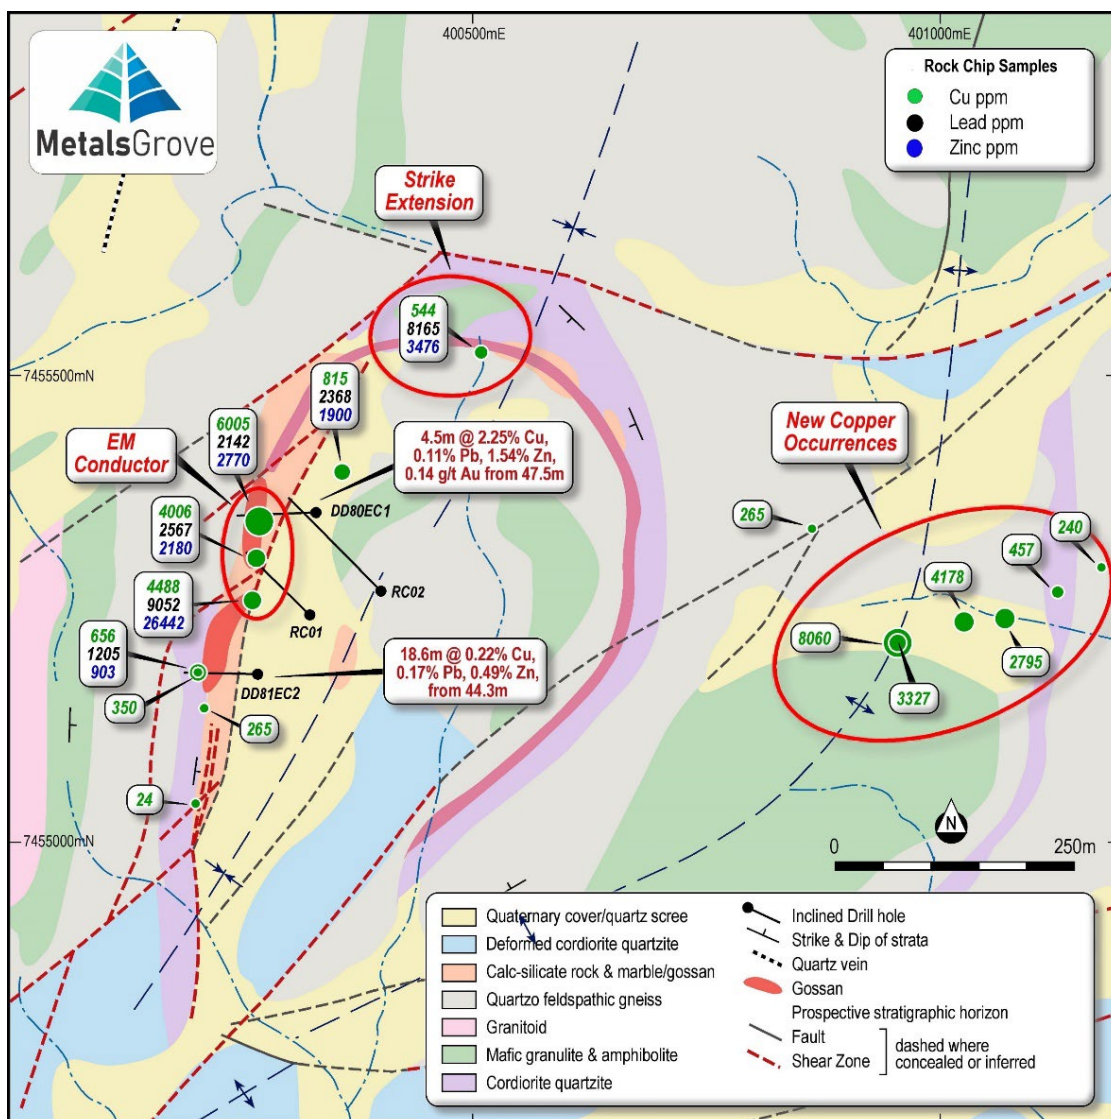 400500mE
401000mE
MetalsGrove
Rock Chip Samples
Cu ppm
Lead ppm
Zinc ppm
Strike
Extension
544
8165
3476
7455500mN
815
2368
1900
6005
2142
2770
EM
Conductor
4.5m @ 2.25% Cu,
0.11% Pb, 1.54% Zn,
0.14 g/t Au from 47.5m
New Copper
Occurrences
DD80EC1
4006
2567
2180
265
240
457
4178
4488
9052
26442
RC02
RC01
656
1205
903
8060
2795
18.6m @ 0.22% Cu,
0.17% Pb, 0.49% Zn,
from 44.3m
DD81EC2
3327
350
265
24
7455000mN
N
0
250m
Quaternary cover/quartz scree
Deformed cordiorite quartzite
Calc-silicate rock & marble/gossan
Quartzo feldspathic gneiss
Granitoid
Mafic granulite & amphibolite
Cordiorite quartzite
Inclined Drill hole
Strike & Dip of strata
Quartz vein
Gossan
Prospective stratigraphic horizon
Fault
Shear Zone
dashed where
concealed or inferred